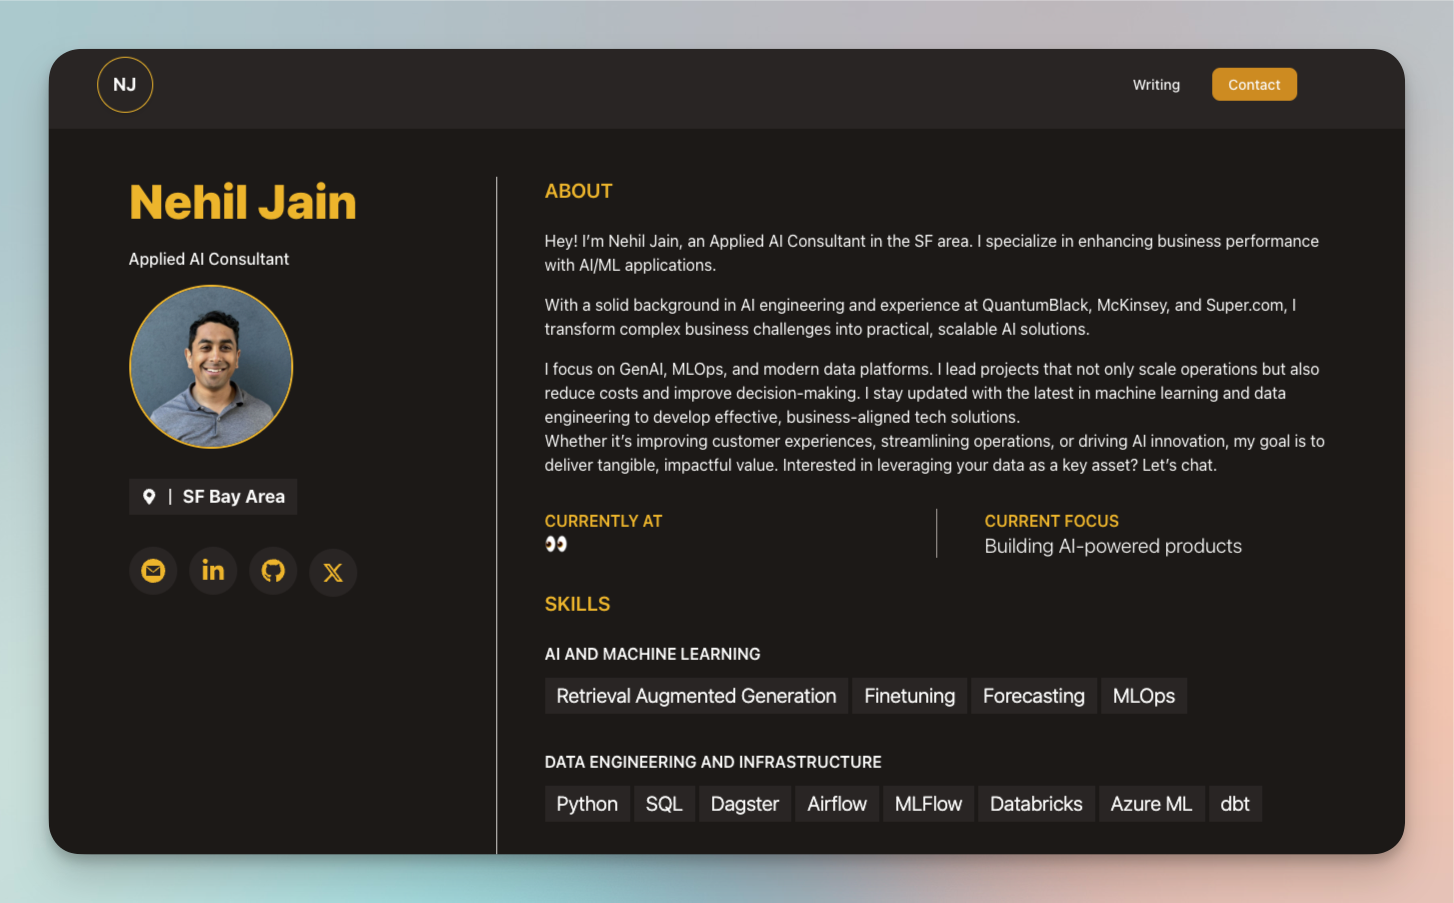 NJ
Writing
Contact
Nehil Jain
Applied AI Consultant
| SF Bay Area
ABOUT
Hey! I’m Nehil Jain, an Applied AI Consultant in the SF area. I specialize in enhancing business performance
with AI/ML applications.
With a solid background in AI engineering and experience at QuantumBlack, McKinsey, and Super.com, I
transform complex business challenges into practical, scalable AI solutions.
I focus on GenAI, MLOps, and modern data platforms. I lead projects that not only scale operations but also
reduce costs and improve decision-making. I stay updated with the latest in machine learning and data
engineering to develop effective, business-aligned tech solutions.
Whether it’s improving customer experiences, streamlining operations, or driving AI innovation, my goal is to
deliver tangible, impactful value. Interested in leveraging your data as a key asset? Let’s chat.
CURRENTLY AT
👀
CURRENT FOCUS
Building AI-powered products
SKILLS
AI AND MACHINE LEARNING
Retrieval Augmented Generation Finetuning Forecasting MLOps
DATA ENGINEERING AND INFRASTRUCTURE
Python SQL Dagster Airflow MLFlow Databricks Azure ML dbt